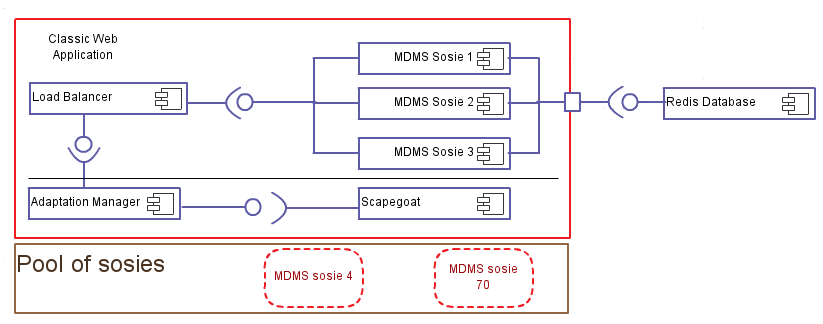 Classic Web
Application
MDMS Sosie 1
Load Balancer
MDMS Sosie 2
Redis Database
MDMS Sosie 3
Adaptation Manager
Scapegoat
Pool of sosies
MDMS sosie 4
MDMS sosie
70